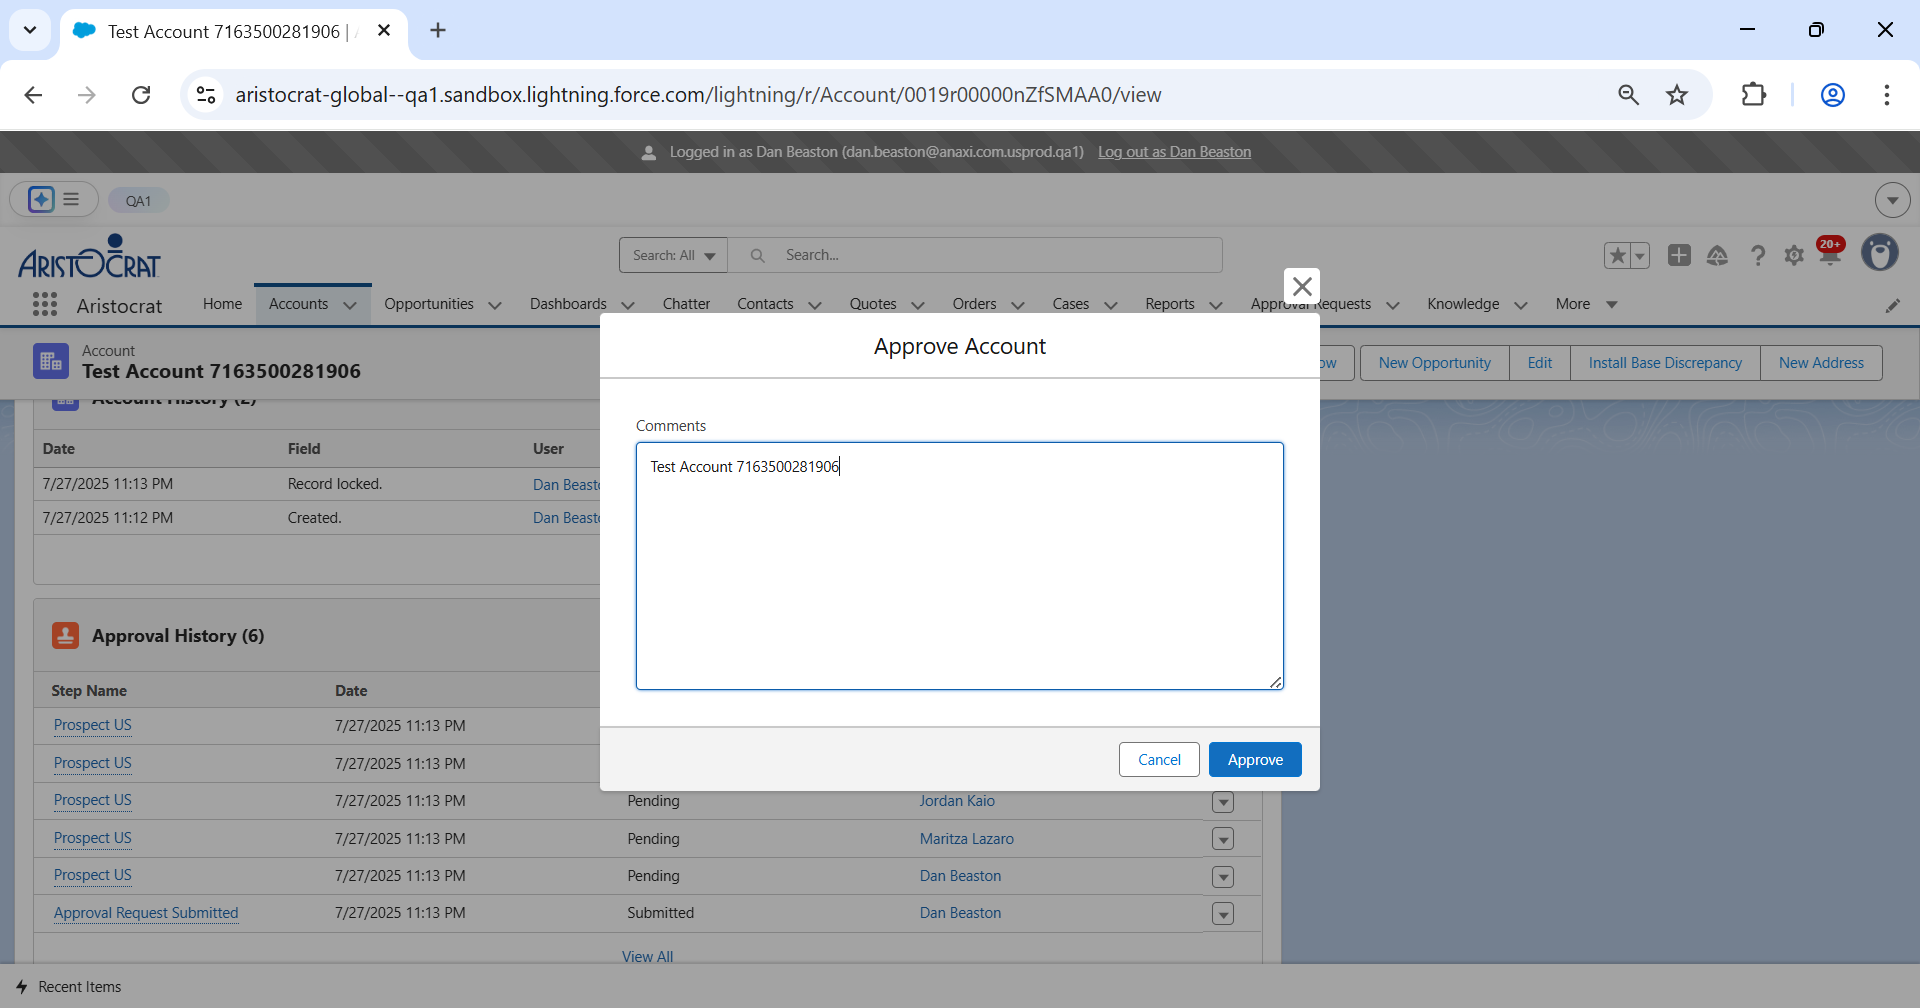 Test Account 7163500281906 |
aristocrat-global--qa1.sandbox.lightning.force.com/lightning/r/Account/0019r00000nZfSMAA0/view
Logged in as Dan Beaston (dan.beaston@anaxi.com.usprod.qa1) Log out as Dan Beaston
QA1
ARISTOCRAT
Search: All
Search...
20+
Aristocrat
Home Accounts Opportunities Dashboards Chatter Contacts Quotes Orders Cases Reports Approval Requests Knowledge More
Account
Test Account 7163500281906
New Opportunity Edit Install Base Discrepancy New Address
Approve Account
Account History (2)
Date Field User
7/27/2025 11:13 PM Record locked. Dan Beasto
7/27/2025 11:12 PM Created. Dan Beasto
Comments
Test Account 7163500281906
Cancel Approve
Approval History (6)
Step Name Date
Prospect US 7/27/2025 11:13 PM
Prospect US 7/27/2025 11:13 PM
Prospect US 7/27/2025 11:13 PM Pending Jordan Kaio
Prospect US 7/27/2025 11:13 PM Pending Maritza Lazaro
Prospect US 7/27/2025 11:13 PM Pending Dan Beaston
Approval Request Submitted 7/27/2025 11:13 PM Submitted Dan Beaston
View All
Recent Items